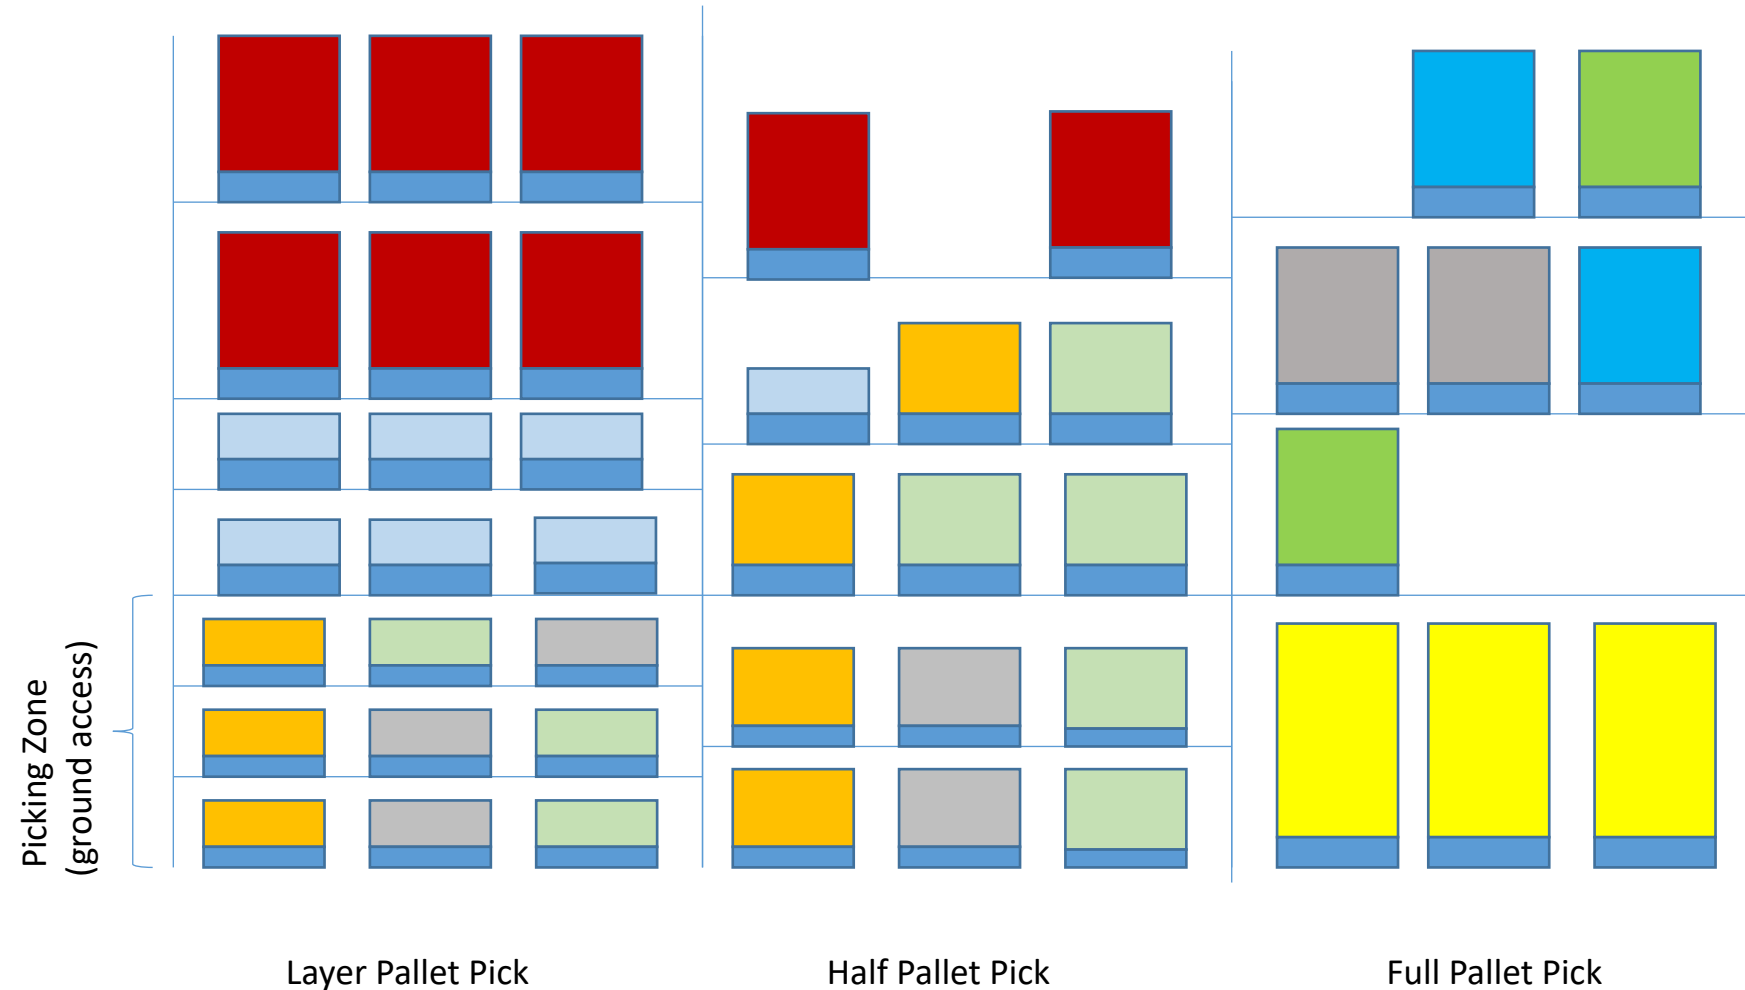 Picking Zone
(ground access)
Layer Pallet Pick
Half Pallet Pick
Full Pallet Pick